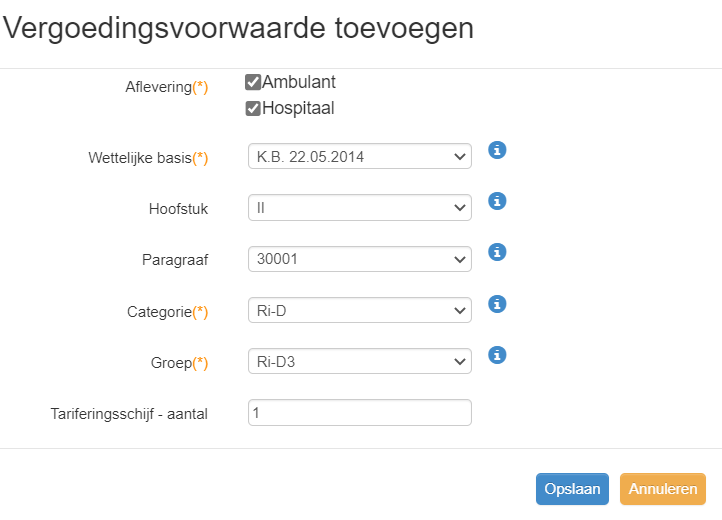 Vergoedingsvoorwaarde toevoegen
Aflevering(*)
Ambulant
Hospitaal
Wettelijke basis(*)
K.B. 22.05.2014
Hoofstuk
II
Paragraaf
30001
Categorie(*)
Ri-D
Groep(*)
Ri-D3
Tariferingsschijf - aantal
1
Opslaan
Annuleren